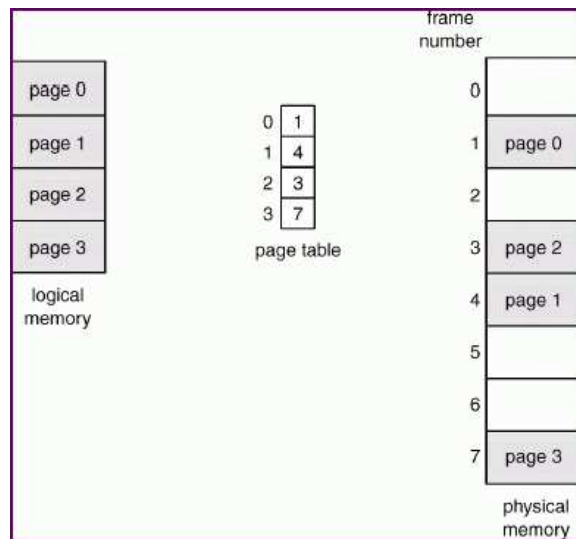 page 0
page 1
page 2
page 3
logical
memory
0 1
1 4
2 3
3 7
page table
frame
number
0
1 page 0
2
3 page 2
4 page 1
5
6
7 page 3
physical
memory